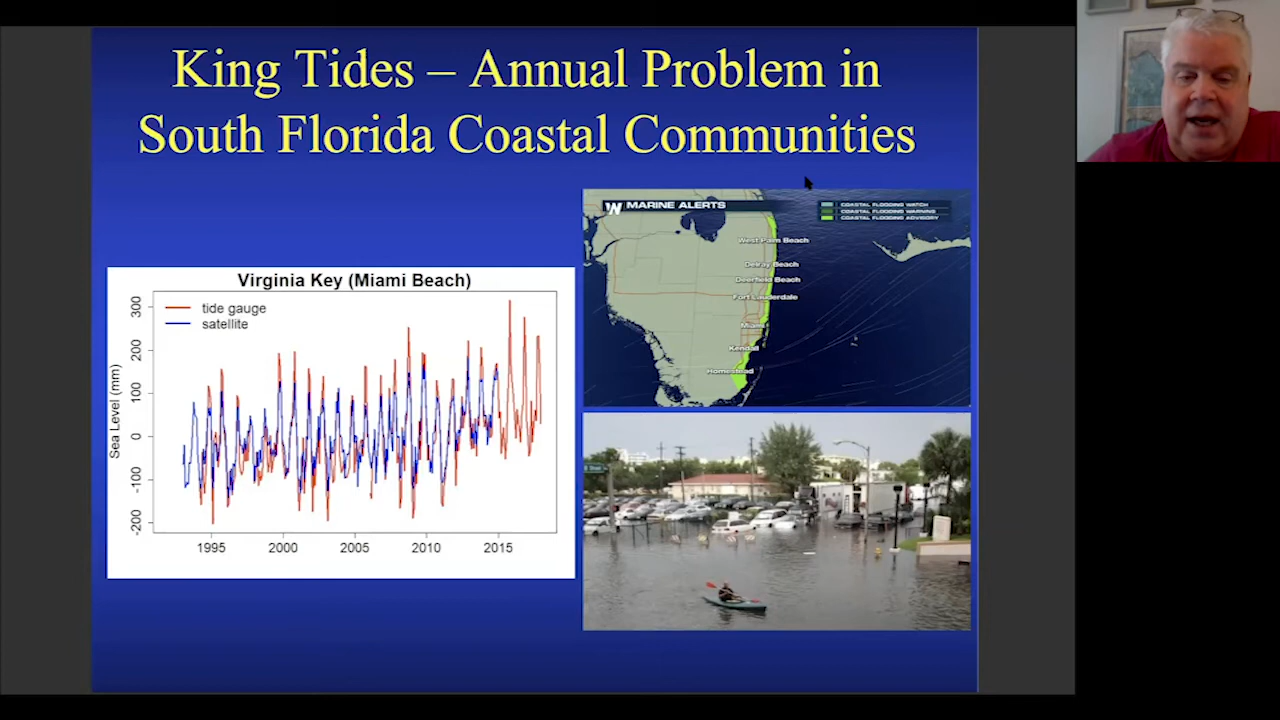 King Tides – Annual Problem in
South Florida Coastal Communities
Virginia Key (Miami Beach)
tide gauge
satellite
Sea Level (mm)
300
200
100
0
-100
-200
1995
2000
2005
2010
2015
W MARINE ALERTS
COASTAL FLOODING WATCH
COASTAL FLOODING WARNING
COASTAL FLOODING ADVISORY
West Palm Beach
Delray Beach
Deerfield Beach
Fort Lauderdale
Miami
Kendall
Homestead